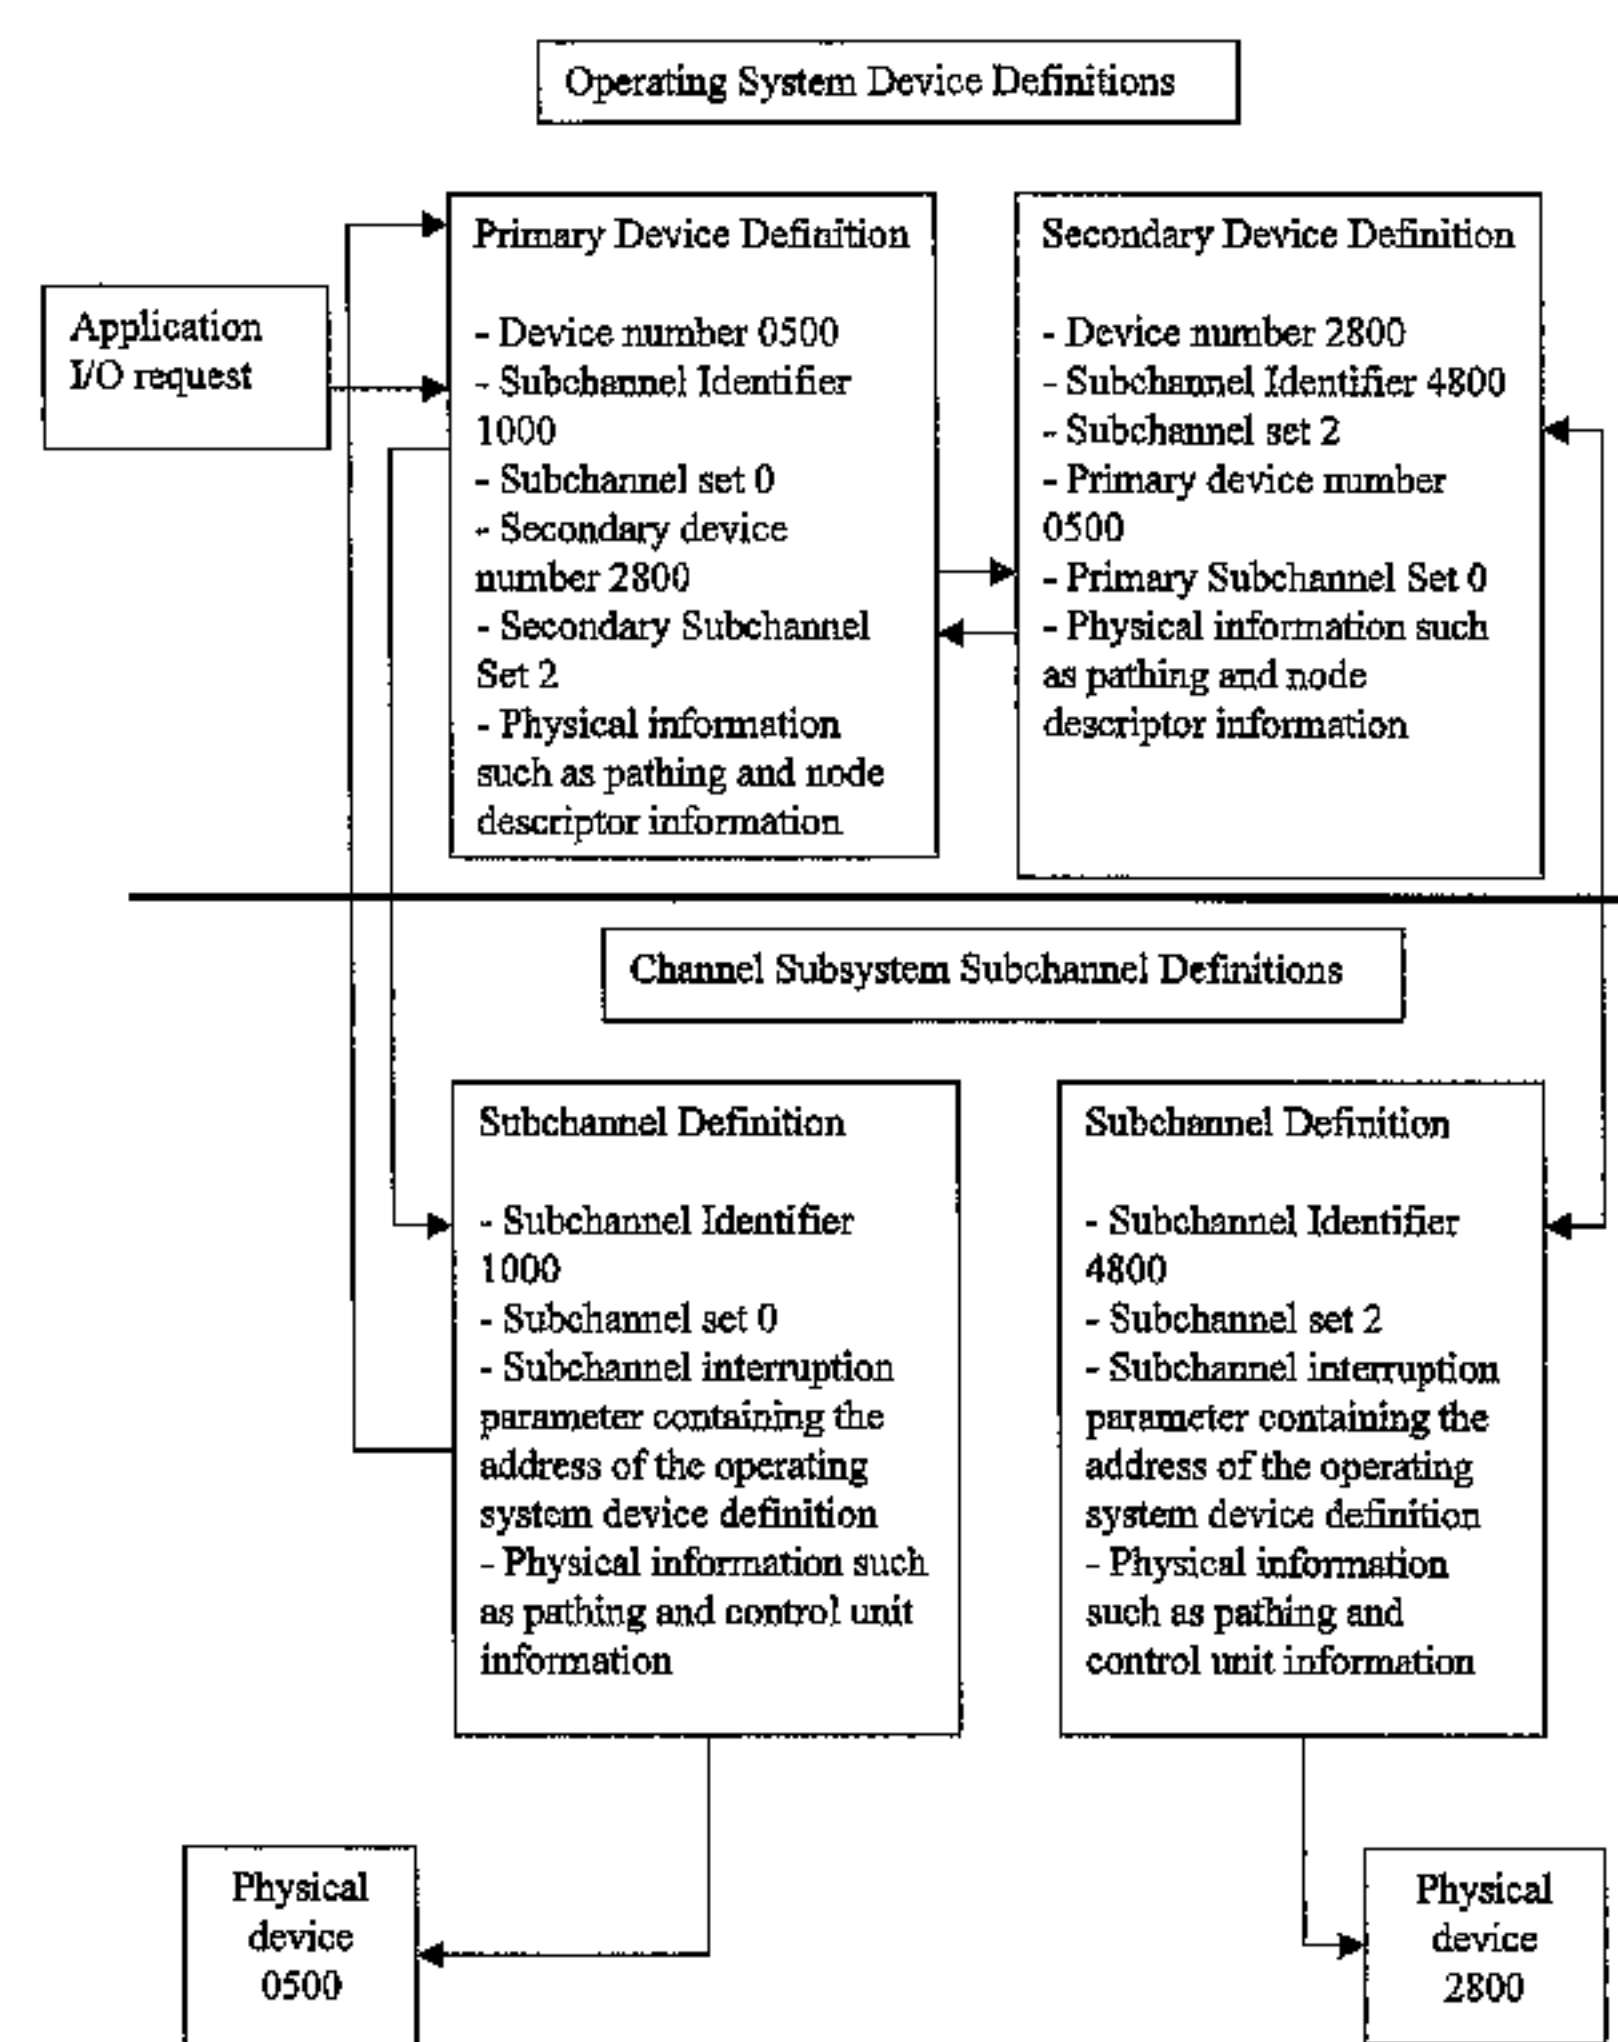 Operating System Device Definitions
Application
I/O request
Primary Device Definition
- Device number 0500
- Subchannel Identifier
1000
- Subchannel set 0
- Secondary device
number 2800
- Secondary Subchannel
Set 2
- Physical information
such as pathing and node
descriptor information
Secondary Device Definition
- Device number 2800
- Subchannel Identifier 4800
- Subchannel set 2
- Primary device number
0500
- Primary Subchannel Set 0
- Physical information such
as pathing and node
descriptor information
Channel Subsystem Subchannel Definitions
Subchannel Definition
- Subchannel Identifier
1000
- Subchannel set 0
- Subchannel interruption
parameter containing the
address of the operating
system device definition
- Physical information such
as pathing and control unit
information
Subchannel Definition
- Subchannel Identifier
4800
- Subchannel set 2
- Subchannel interruption
parameter containing the
address of the operating
system device definition
- Physical information
such as pathing and
control unit information
Physical
device
0500
Physical
device
2800